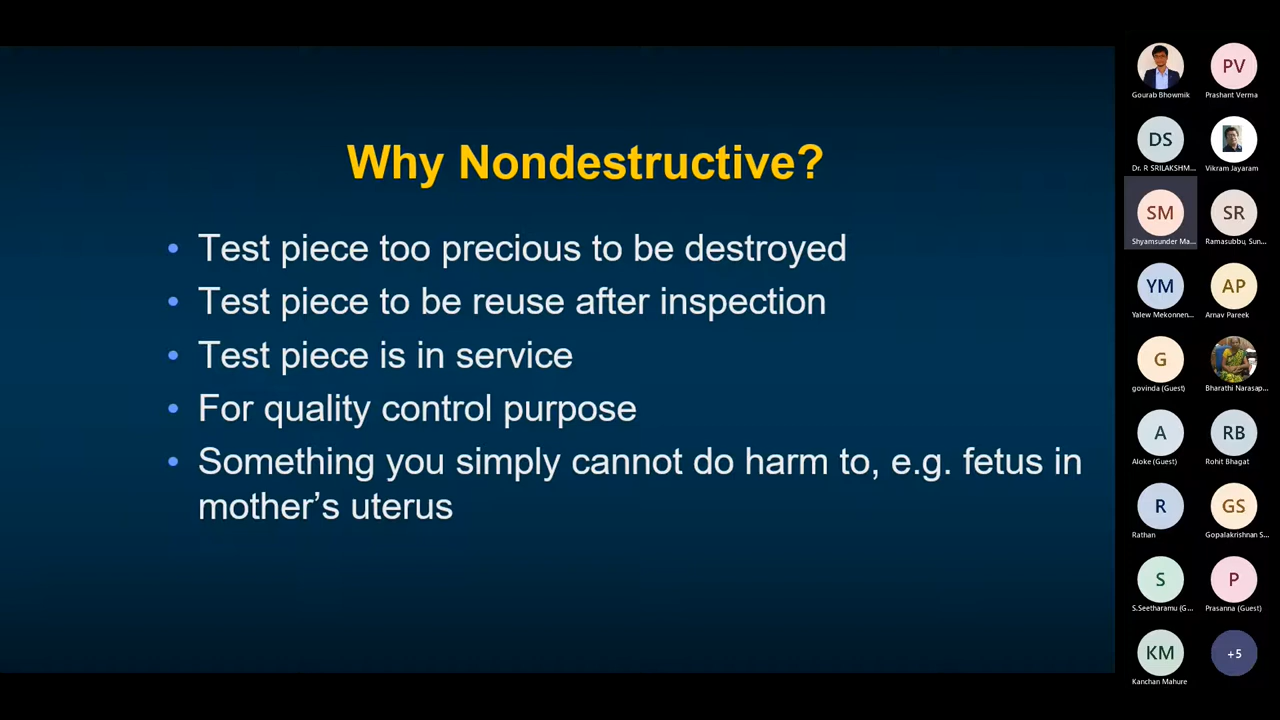 Why Nondestructive?
• Test piece too precious to be destroyed
• Test piece to be reuse after inspection
• Test piece is in service
• For quality control purpose
• Something you simply cannot do harm to, e.g. fetus in
mother’s uterus
Gourab Bhowmik
PV
Prashant Verma
DS
Dr. R SRILAKSHM...
Vikram Jayaram
SM
Shyamsunder Ma...
SR
Ramasubbu, Sun...
YM
Yalew Mekonnen...
AP
Arnav Pareek
G
govinda (Guest)
Bharathi Narasap...
A
Aloke (Guest)
RB
Rohit Bhagat
R
Rathan
GS
Gopalakrishnan S...
S
S.Seetharamu (G...
P
Prasanna (Guest)
KM
Kanchan Mahure
+5